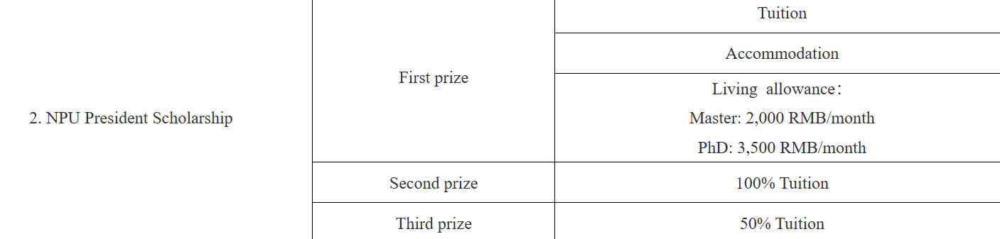 2. NPU President Scholarship
First prize
Tuition
Accommodation
Living allowance：
Master: 2,000 RMB/month
PhD: 3,500 RMB/month
Second prize
100% Tuition
Third prize
50% Tuition